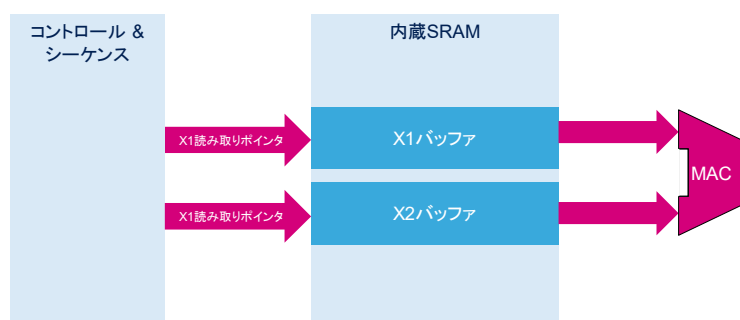 コントロール &
シーケンス
内蔵SRAM
X1読み取りポインタ
X1バッファ
MAC
X1読み取りポインタ
X2バッファ